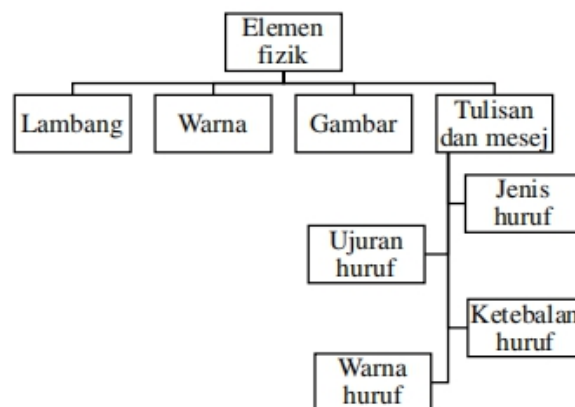 Elemen
fizik
Lambang
Warna
Gambar
Tulisan
dan mesej
Jenis
huruf
Ujuran
huruf
Ketebalan
huruf
Warna
huruf